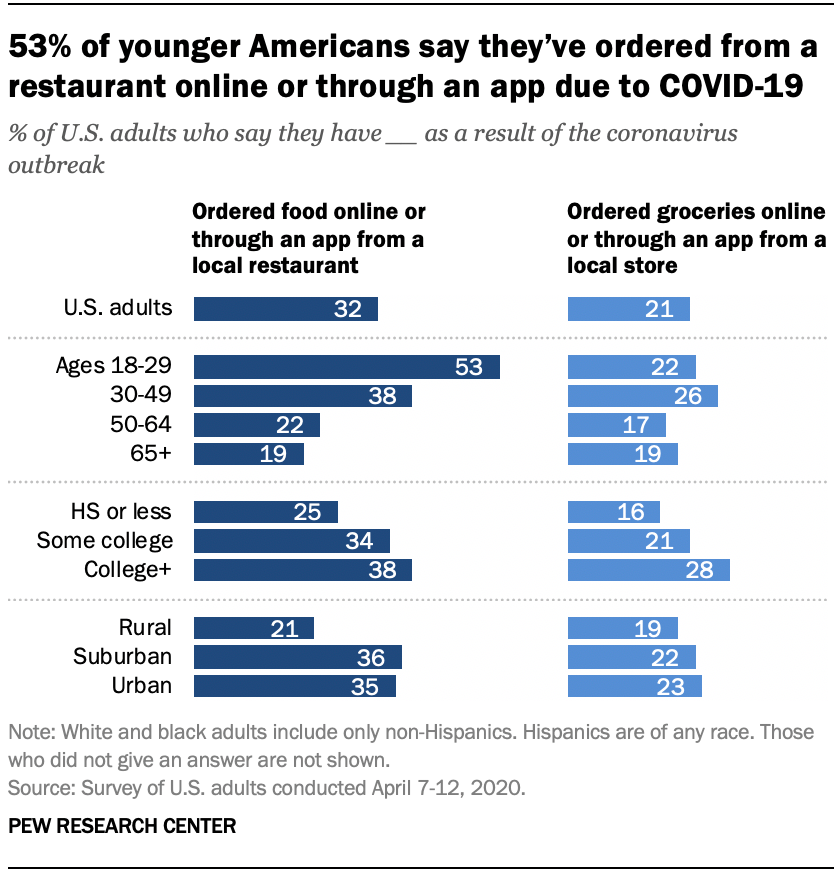 53% of younger Americans say they’ve ordered from a
restaurant online or through an app due to COVID-19
% of U.S. adults who say they have __ as a result of the coronavirus
outbreak
Ordered food online or
through an app from a
local restaurant
Ordered groceries online
or through an app from a
local store
U.S. adults 32 21
Ages 18-29 53 22
30-49 38 26
50-64 22 17
65+ 19 19
HS or less 25 16
Some college 34 21
College+ 38 28
Rural 21 19
Suburban 36 22
Urban 35 23
Note: White and black adults include only non-Hispanics. Hispanics are of any race. Those
who did not give an answer are not shown.
Source: Survey of U.S. adults conducted April 7-12, 2020.
PEW RESEARCH CENTER